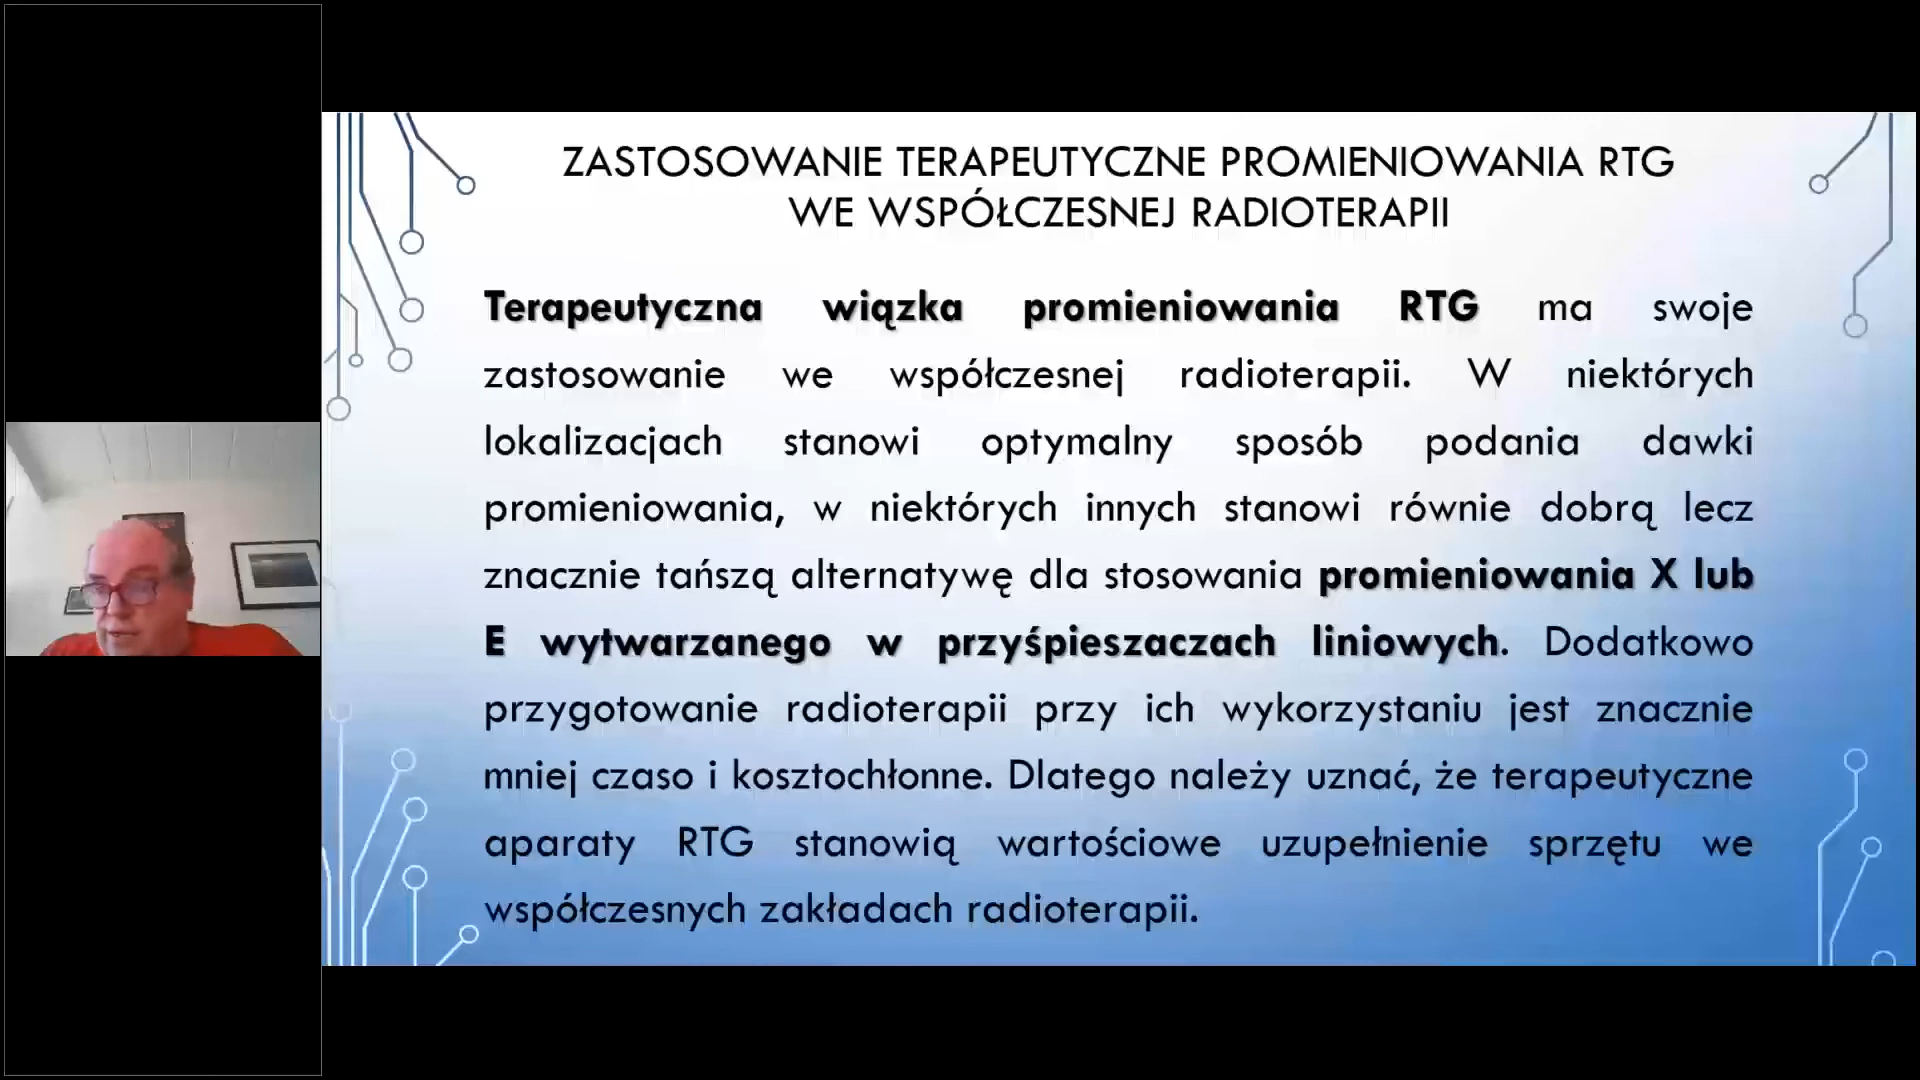 ZASTOSOWANIE TERAPEUTYCZNE PROMIENIOWANIA RTG
WE WSPÓŁCZESNEJ RADIOTERAPII
Terapeutyczna wiązka promieniowania RTG ma swoje
zastosowanie we współczesnej radioterapii. W niektórych
lokalizacjach stanowi optymalny sposób podania dawki
promieniowania, w niektórych innych stanowi równie dobrą lecz
znacznie tańszą alternatywę dla stosowania promieniowania X lub
E wytwarzanego w przyśpieszaczach liniowych. Dodatkowo
przygotowanie radioterapii przy ich wykorzystaniu jest znacznie
mniej czaso i kosztochłonne. Dlatego należy uznać, że terapeutyczne
aparaty RTG stanowią wartościowe uzupełnienie sprzętu we
współczesnych zakładach radioterapii.